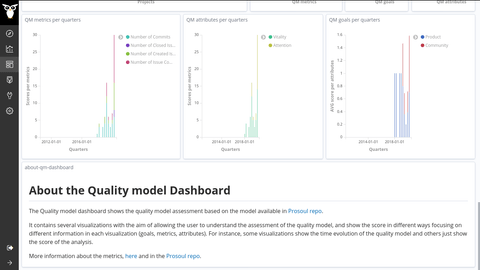 Projects
QM metrics
QM goals
QM attributes
QM metrics per quarters
QM attributes per quarters
QM goals per quarters
Number of Commits
Number of Closed Is...
Number of Created Is...
Number of Issue Co...
Scores per metrics
30
25
20
15
10
5
0
2012-01-01
2016-01-01
Quarters
Vitality
Attention
Scores per metrics
30
25
20
15
10
5
0
2014-01-01
2018-01-01
Quarters
Product
Community
AVG score per attributes
1.6
1.4
1.2
1
0.8
0.6
0.4
0.2
0
2014-01-01
2018-01-01
Quarters
about-qm-dashboard
About the Quality model Dashboard
The Quality model dashboard shows the quality model assessment based on the model available in Prosoul repo.
It contains several visualizations with the aim of allowing the user to understand the assessment of the quality model, and show the score in different ways focusing on
different information in each visualization (goals, metrics, attributes). For instance, some visualizations show the time evolution of the quality model and others just show
the score of the analysis.
More information about the metrics, here and in the Prosoul repo.